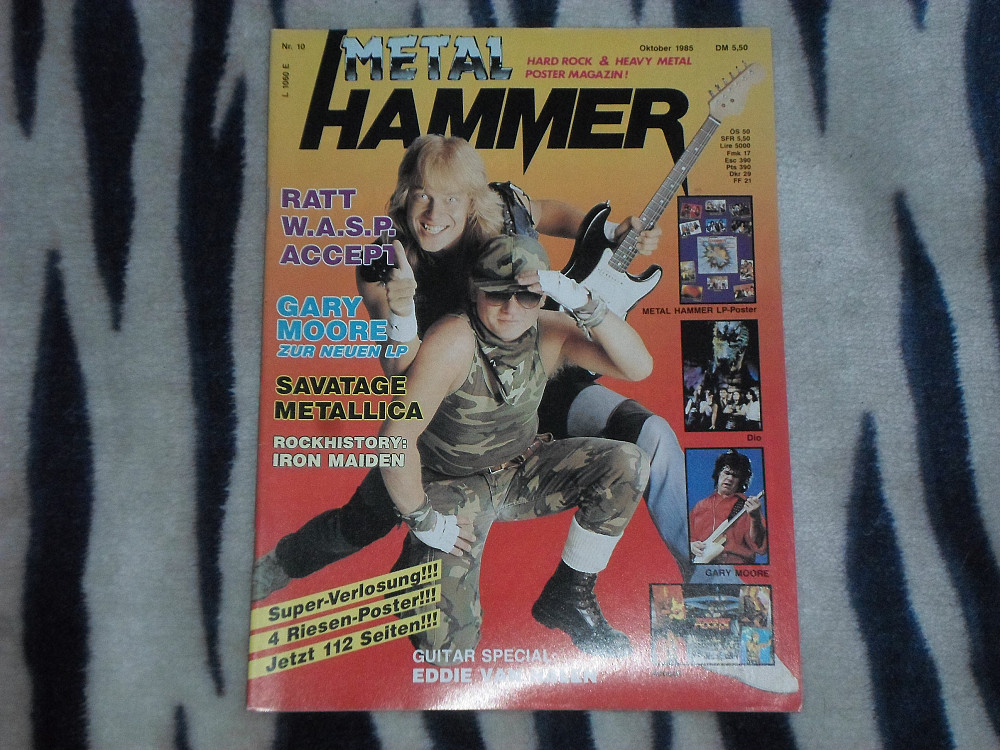 Nr. 10
Oktober 1985
DM 5,50
L 1060 E
METAL
HAMMER
HARD ROCK & HEAVY METAL
POSTER MAGAZIN!
ÖS 50
SFR 5,50
Lire 5000
Fmk 17
Esc 390
Pts 390
Dkr 29
FF 21
RATT
W.A.S.P.
ACCEPT
GARY
MOORE
ZUR NEUEN LP
SAVATAGE
METALLICA
ROCKHISTORY:
IRON MAIDEN
METAL HAMMER LP-Poster
Dio
GARY MOORE
Super-Verlosung!!!
4 Riesen-Poster!!!
Jetzt 112 Seiten!!!
GUITAR SPECIAL:
EDDIE VAN HALEN